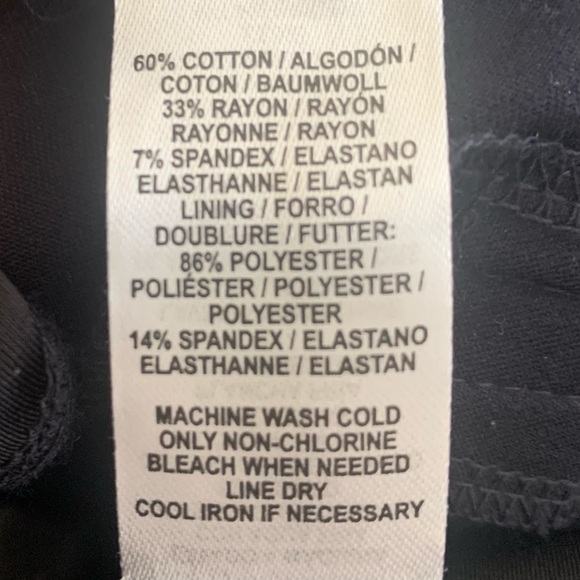 60% COTTON / ALGODÓN /
COTON / BAUMWOLL
33% RAYON / RAYÓN
RAYONNE / RAYON
7% SPANDEX / ELASTANO
ELASTHANNE / ELASTAN
LINING / FORRO /
DOUBLURE / FUTTER:
86% POLYESTER /
POLIÉSTER / POLYESTER /
POLYESTER
14% SPANDEX / ELASTANO
ELASTHANNE / ELASTAN
MACHINE WASH COLD
ONLY NON-CHLORINE
BLEACH WHEN NEEDED
LINE DRY
COOL IRON IF NECESSARY